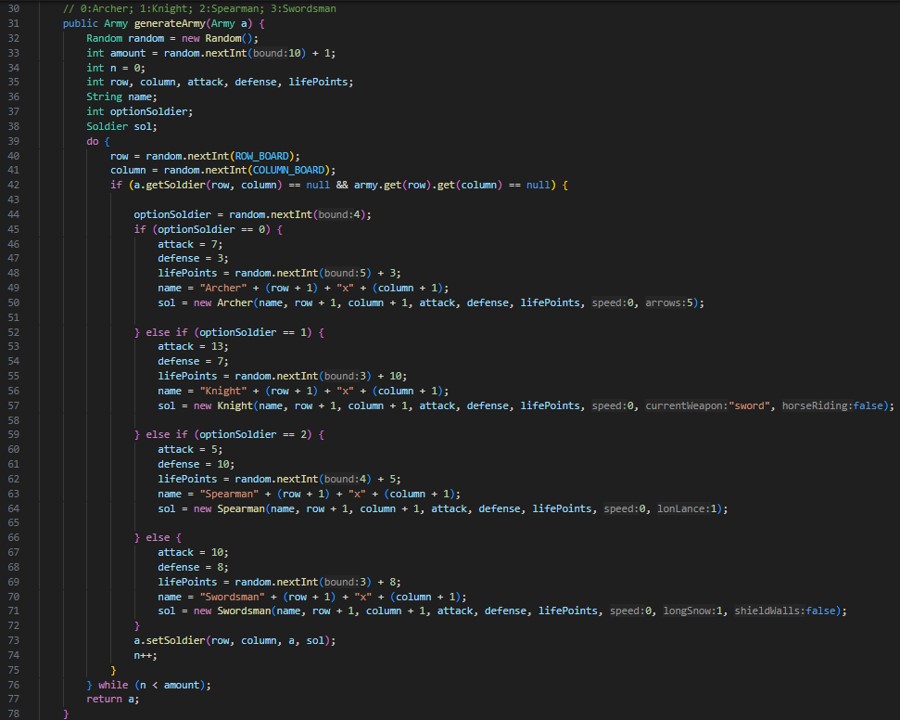 30 // 0:Archer; 1:Knight; 2:Spearman; 3:Swordsman
31 public Army generateArmy(Army a) {
32 Random random = new Random();
33 int amount = random.nextInt(bound:10) + 1;
34 int n = 0;
35 int row, column, attack, defense, lifePoints;
36 String name;
37 int optionSoldier;
38 Soldier sol;
39 do {
40 row = random.nextInt(ROW_BOARD);
41 column = random.nextInt(COLUMN_BOARD);
42 if (a.getSoldier(row, column) == null && army.get(row).get(column) == null) {
43
44 optionSoldier = random.nextInt(bound:4);
45 if (optionSoldier == 0) {
46 attack = 7;
47 defense = 3;
48 lifePoints = random.nextInt(bound:5) + 3;
49 name = "Archer" + (row + 1) + "x" + (column + 1);
50 sol = new Archer(name, row + 1, column + 1, attack, defense, lifePoints, speed:0, arrows:5);
51
52 } else if (optionSoldier == 1) {
53 attack = 13;
54 defense = 7;
55 lifePoints = random.nextInt(bound:3) + 10;
56 name = "Knight" + (row + 1) + "x" + (column + 1);
57 sol = new Knight(name, row + 1, column + 1, attack, defense, lifePoints, speed:0, currentWeapon:"sword", horseRiding:false);
58
59 } else if (optionSoldier == 2) {
60 attack = 5;
61 defense = 10;
62 lifePoints = random.nextInt(bound:4) + 5;
63 name = "Spearman" + (row + 1) + "x" + (column + 1);
64 sol = new Spearman(name, row + 1, column + 1, attack, defense, lifePoints, speed:0, lonLance:1);
65
66 } else {
67 attack = 10;
68 defense = 8;
69 lifePoints = random.nextInt(bound:3) + 8;
70 name = "Swordsman" + (row + 1) + "x" + (column + 1);
71 sol = new Swordsman(name, row + 1, column + 1, attack, defense, lifePoints, speed:0, longSnow:1, shieldWalls:false);
72 }
73 a.setSoldier(row, column, a, sol);
74 n++;
75 }
76 } while (n < amount);
77 return a;
78 }